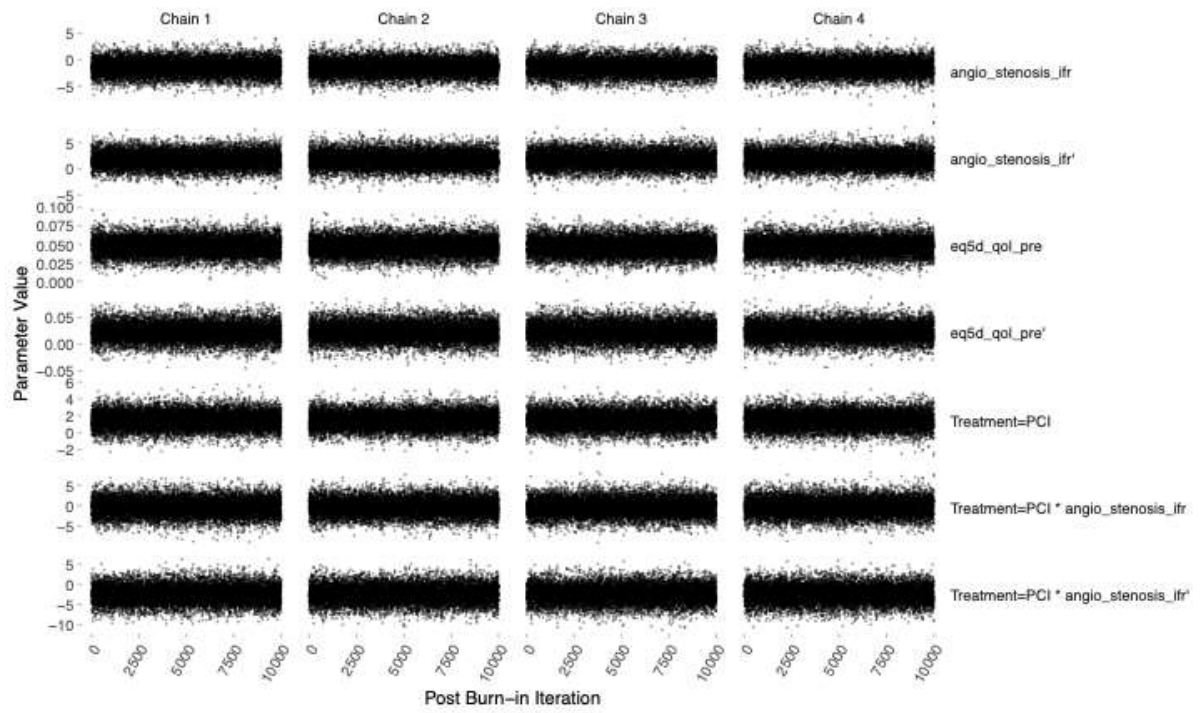 Chain 1 Chain 2 Chain 3 Chain 4
5
0
−5
angio_stenosis_ifr
5
0
−5
angio_stenosis_ifr'
0.100
0.075
0.050
0.025
0.000
eq5d_qol_pre
0.05
0.00
−0.05
eq5d_qol_pre'
6
4
2
0
−2
Treatment=PCI
5
0
−5
Treatment=PCI * angio_stenosis_ifr
5
0
−5
−10
Treatment=PCI * angio_stenosis_ifr'
Parameter Value
0 2500 5000 7500 10000 0 2500 5000 7500 10000 0 2500 5000 7500 10000 0 2500 5000 7500 10000
Post Burn−in Iteration